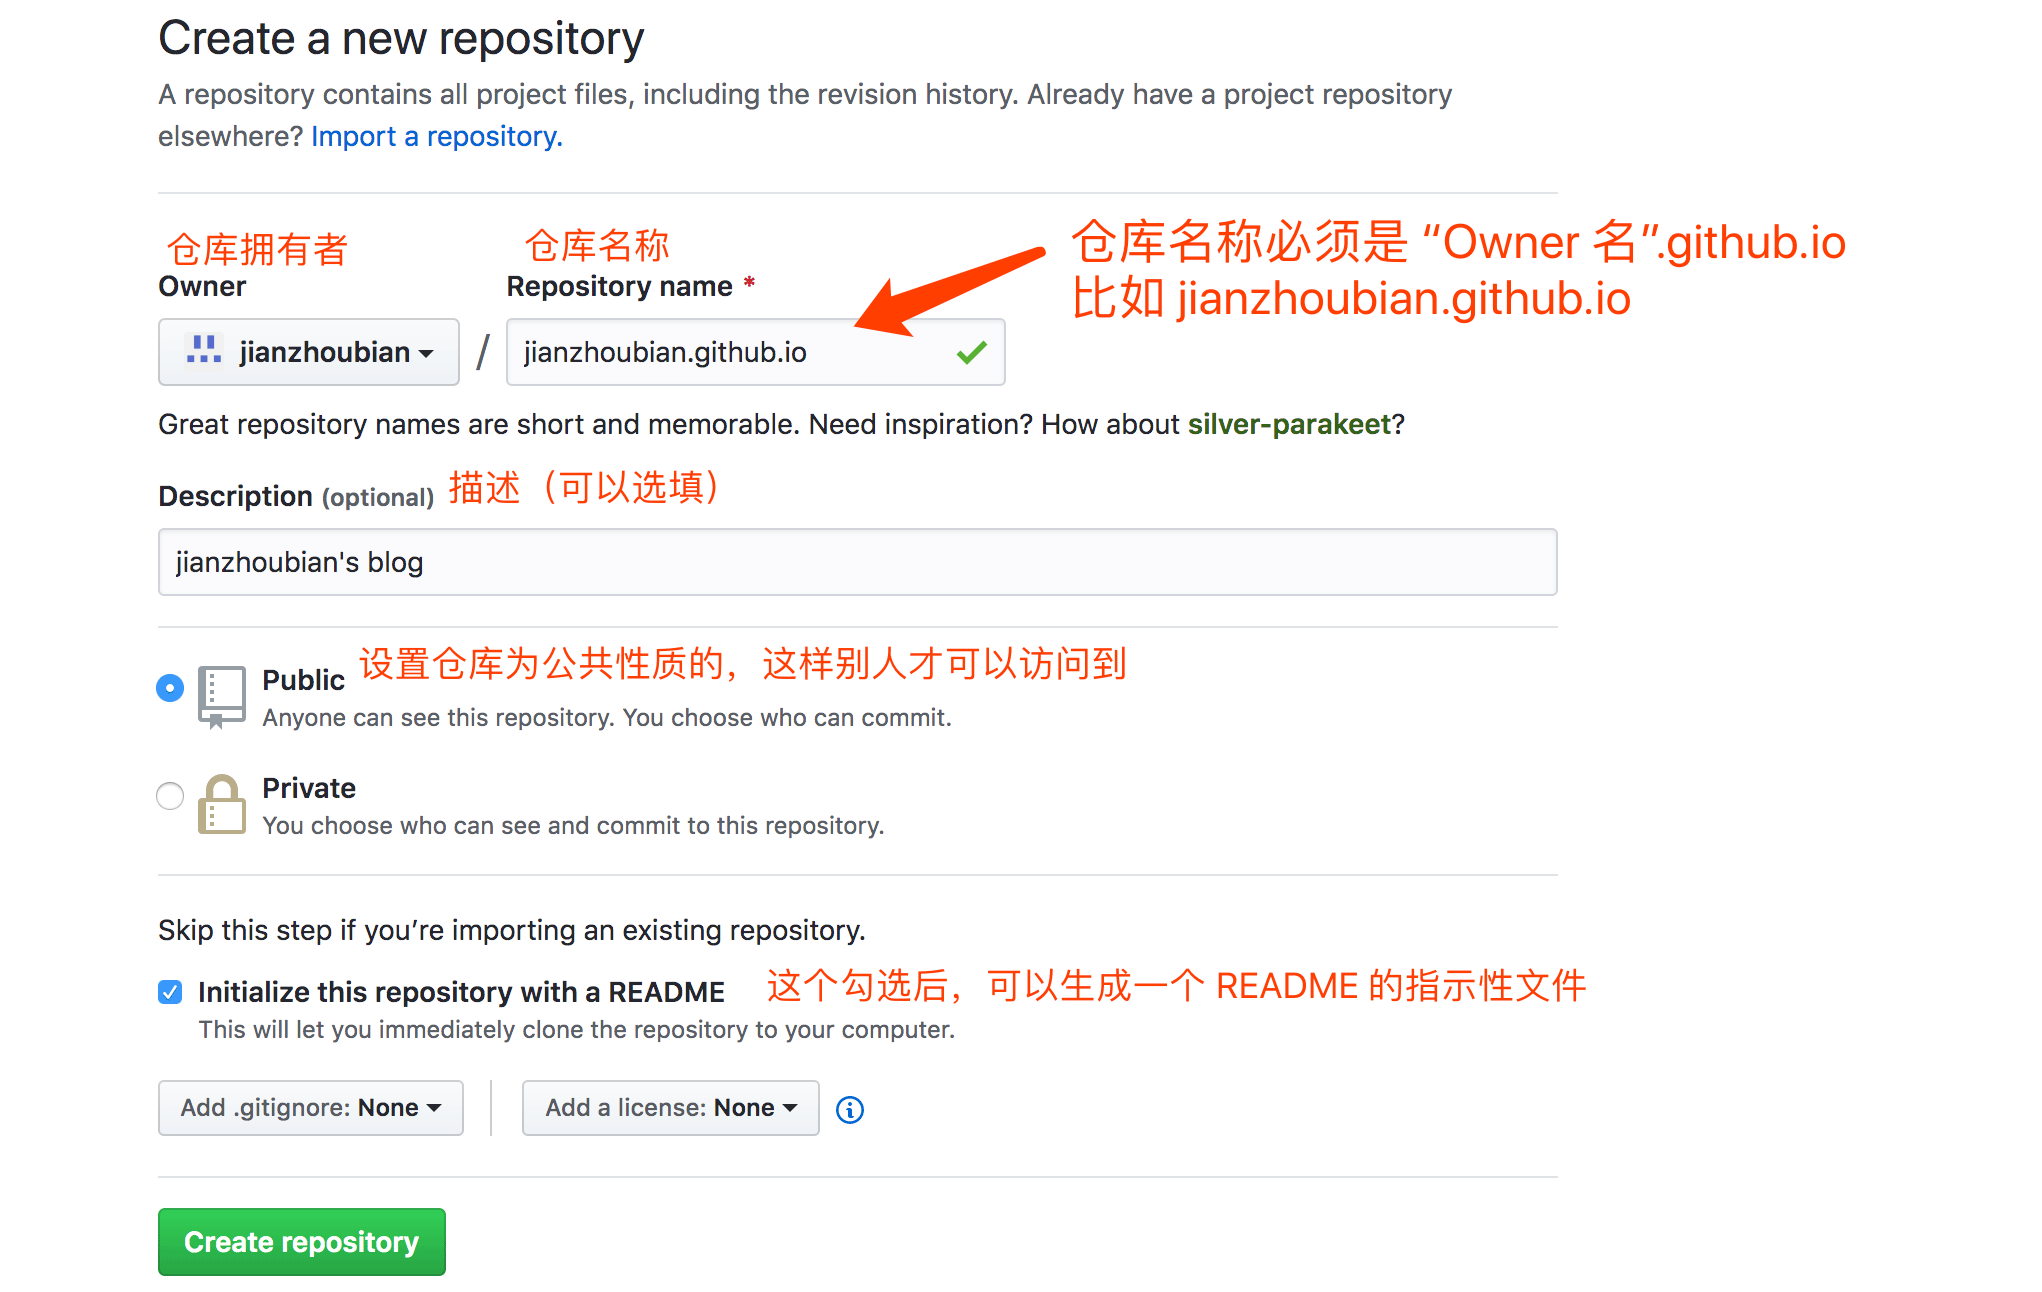 Create a new repository
A repository contains all project files, including the revision history. Already have a project repository
elsewhere? Import a repository.
仓库拥有者
仓库名称
仓库名称必须是 “Owner 名”.github.io
比如 jianzhoubian.github.io
Owner
Repository name *
jianzhoubian / jianzhoubian.github.io
Great repository names are short and memorable. Need inspiration? How about silver-parakeet?
Description (optional) 描述（可以选填）
jianzhoubian's blog
Public 设置仓库为公共性质的，这样别人才可以访问到
Anyone can see this repository. You choose who can commit.
Private
You choose who can see and commit to this repository.
Skip this step if you’re importing an existing repository.
Initialize this repository with a README 这个勾选后，可以生成一个 README 的指示性文件
This will let you immediately clone the repository to your computer.
Add .gitignore: None
Add a license: None
Create repository